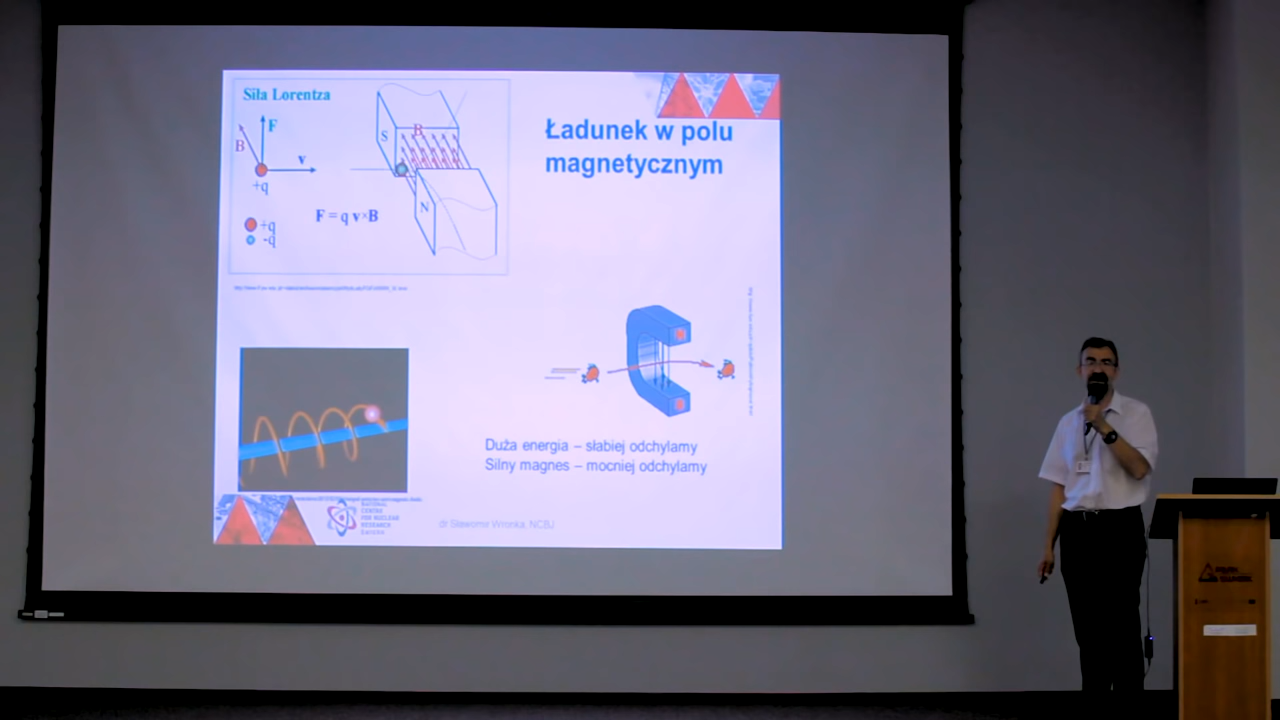 Siła Lorentza
F
B
v
+q
S
B
N
F = q v×B
+q
-q
Ładunek w polu
magnetycznym
Duża energia – słabiej odchylamy
Silny magnes – mocniej odchylamy
NATIONAL
CENTRE
FOR NUCLEAR
RESEARCH
ŚWIERK
dr Sławomir Wronka, NCBJ